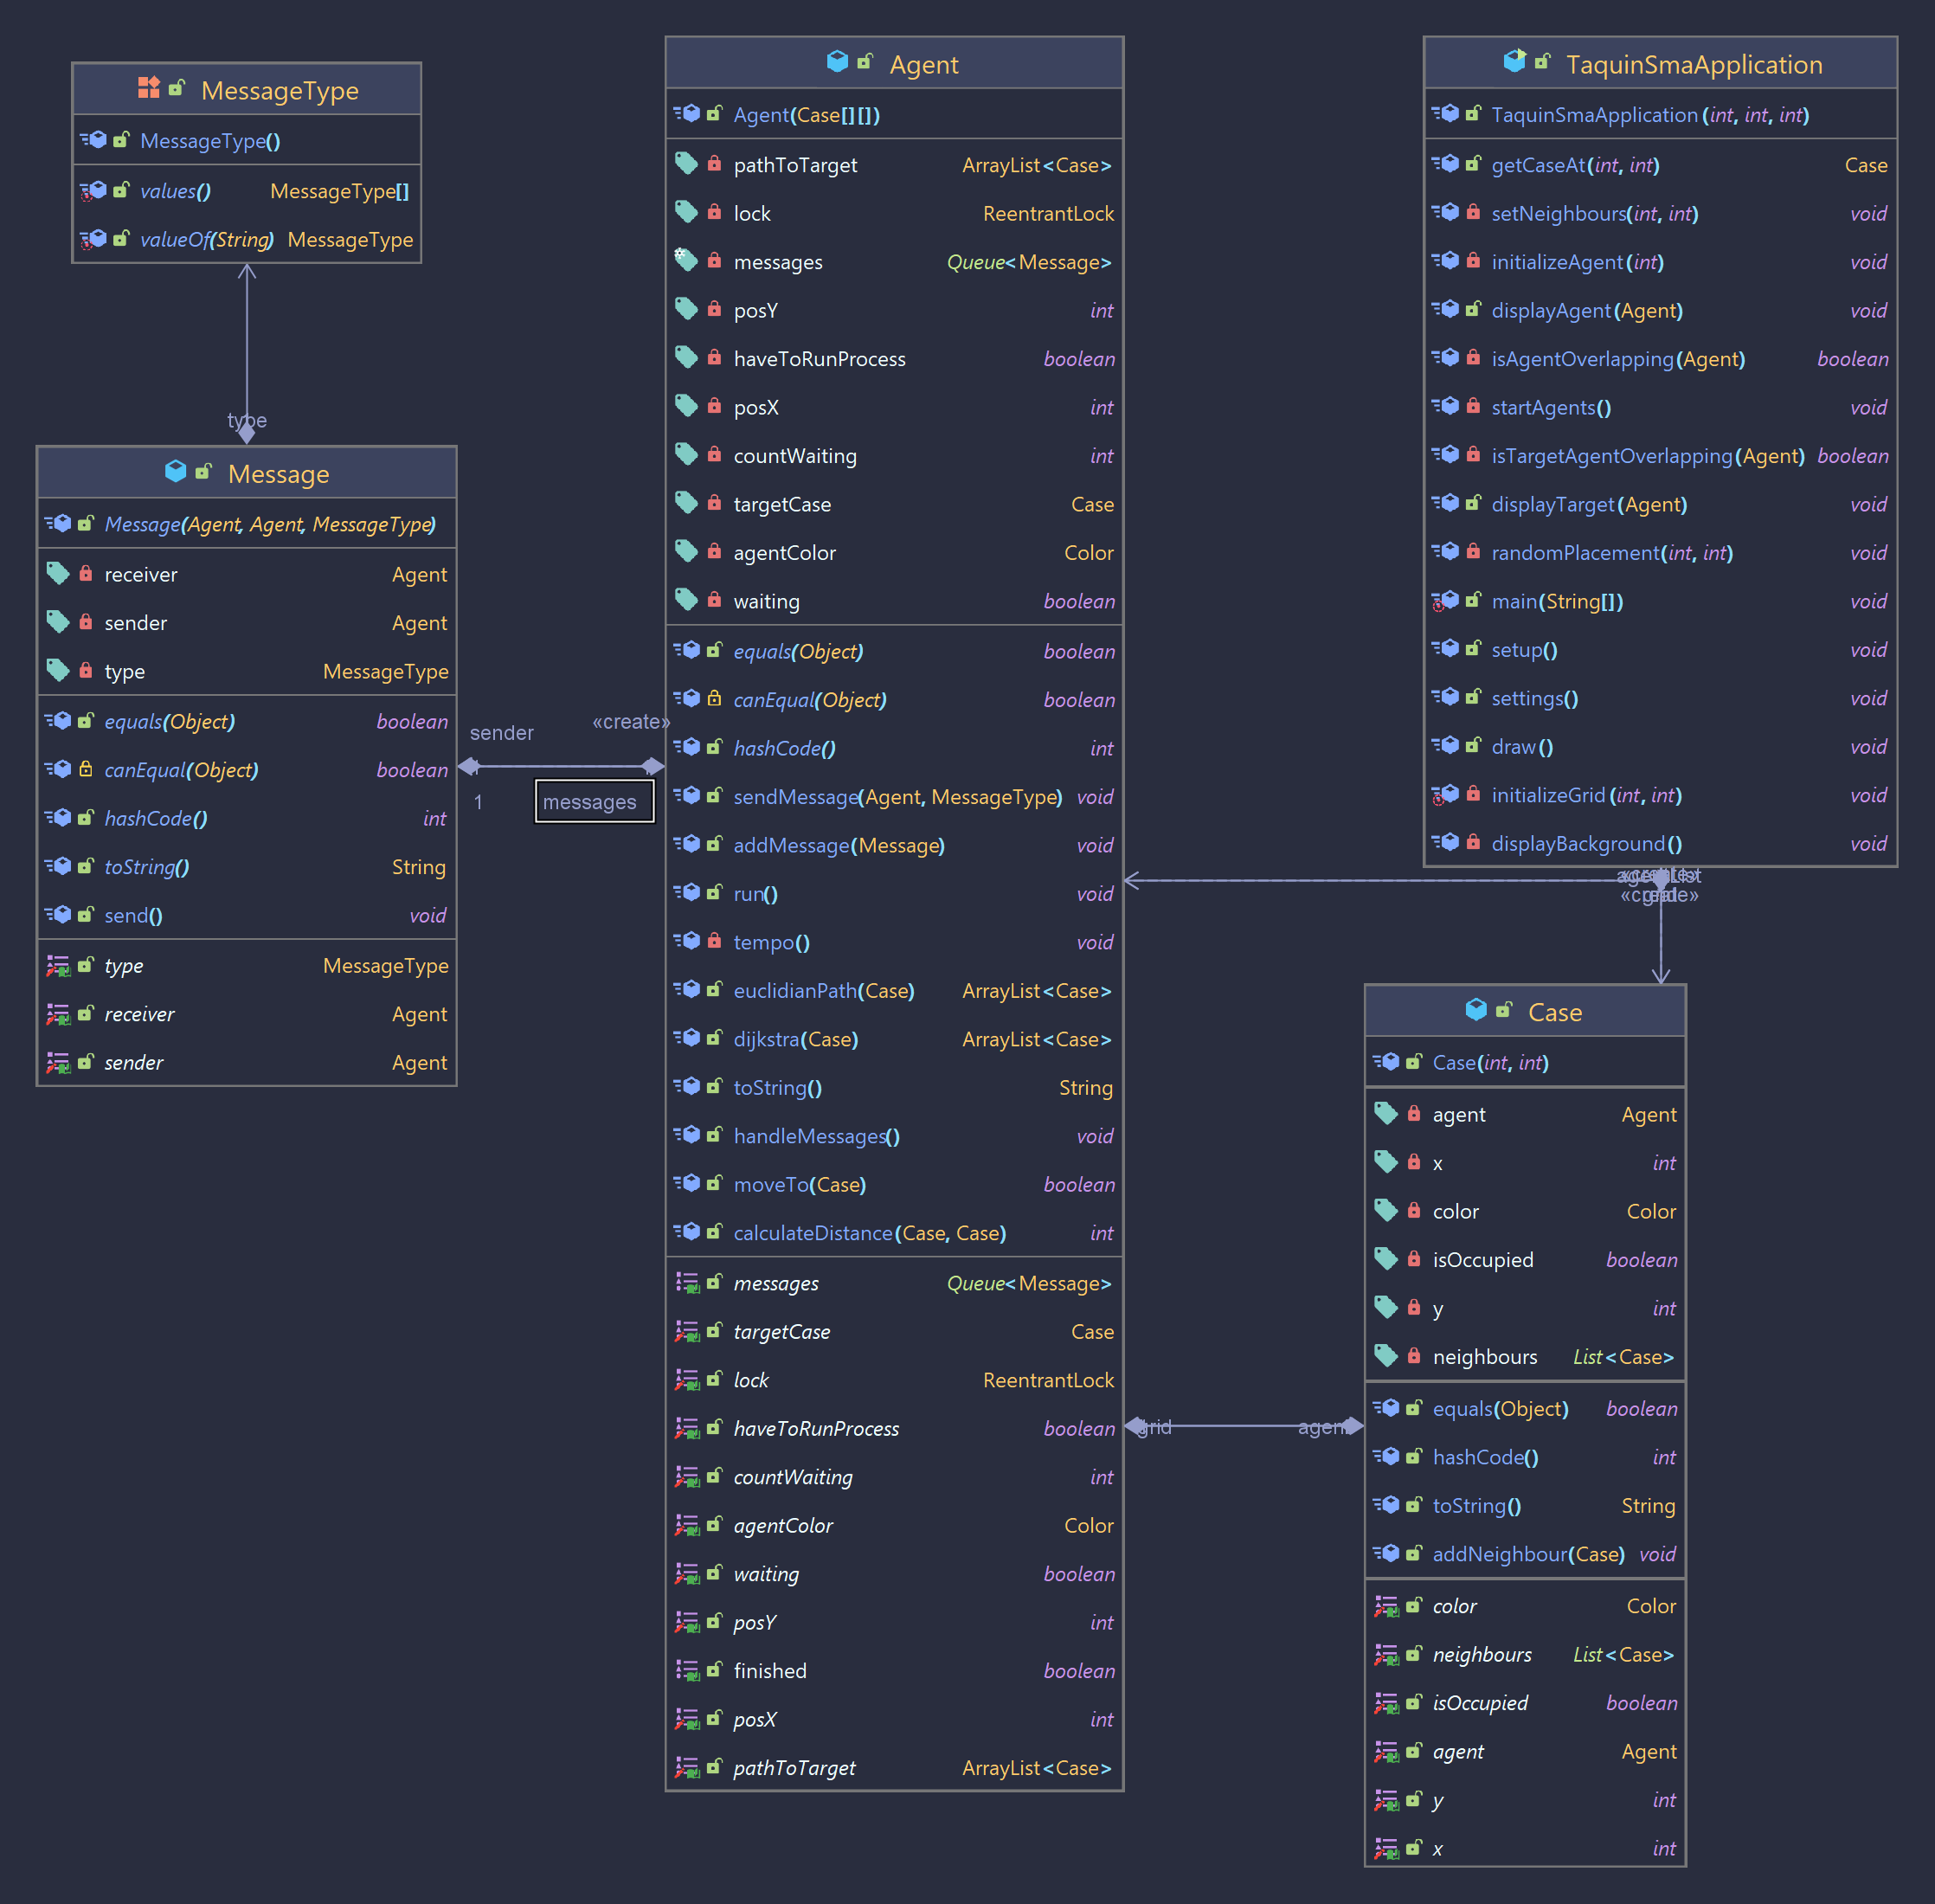 MessageType
MessageType()
values() MessageType[]
valueOf(String) MessageType
type
Message
Message(Agent, Agent, MessageType)
receiver Agent
sender Agent
type MessageType
equals(Object) boolean
canEqual(Object) boolean
hashCode() int
toString() String
send() void
type MessageType
receiver Agent
sender Agent
sender
1
«create»
messages
Agent
Agent(Case[][])
pathToTarget ArrayList<Case>
lock ReentrantLock
messages Queue<Message>
posY int
haveToRunProcess boolean
posX int
countWaiting int
targetCase Case
agentColor Color
waiting boolean
equals(Object) boolean
canEqual(Object) boolean
hashCode() int
sendMessage(Agent, MessageType) void
addMessage(Message) void
run() void
tempo() void
euclidianPath(Case) ArrayList<Case>
dijkstra(Case) ArrayList<Case>
toString() String
handleMessages() void
moveTo(Case) boolean
calculateDistance(Case, Case) int
messages Queue<Message>
targetCase Case
lock ReentrantLock
haveToRunProcess boolean
countWaiting int
agentColor Color
waiting boolean
posY int
finished boolean
posX int
pathToTarget ArrayList<Case>
TaquinSmaApplication
TaquinSmaApplication(int, int, int)
getCaseAt(int, int) Case
setNeighbours(int, int) void
initializeAgent(int) void
displayAgent(Agent) void
isAgentOverlapping(Agent) boolean
startAgents() void
isTargetAgentOverlapping(Agent) boolean
displayTarget(Agent) void
randomPlacement(int, int) void
main(String[]) void
setup() void
settings() void
draw() void
initializeGrid(int, int) void
displayBackground() void
«create»
grid
agent
Case
Case(int, int)
agent Agent
x int
color Color
isOccupied boolean
y int
neighbours List<Case>
equals(Object) boolean
hashCode() int
toString() String
addNeighbour(Case) void
color Color
neighbours List<Case>
isOccupied boolean
agent Agent
y int
x int